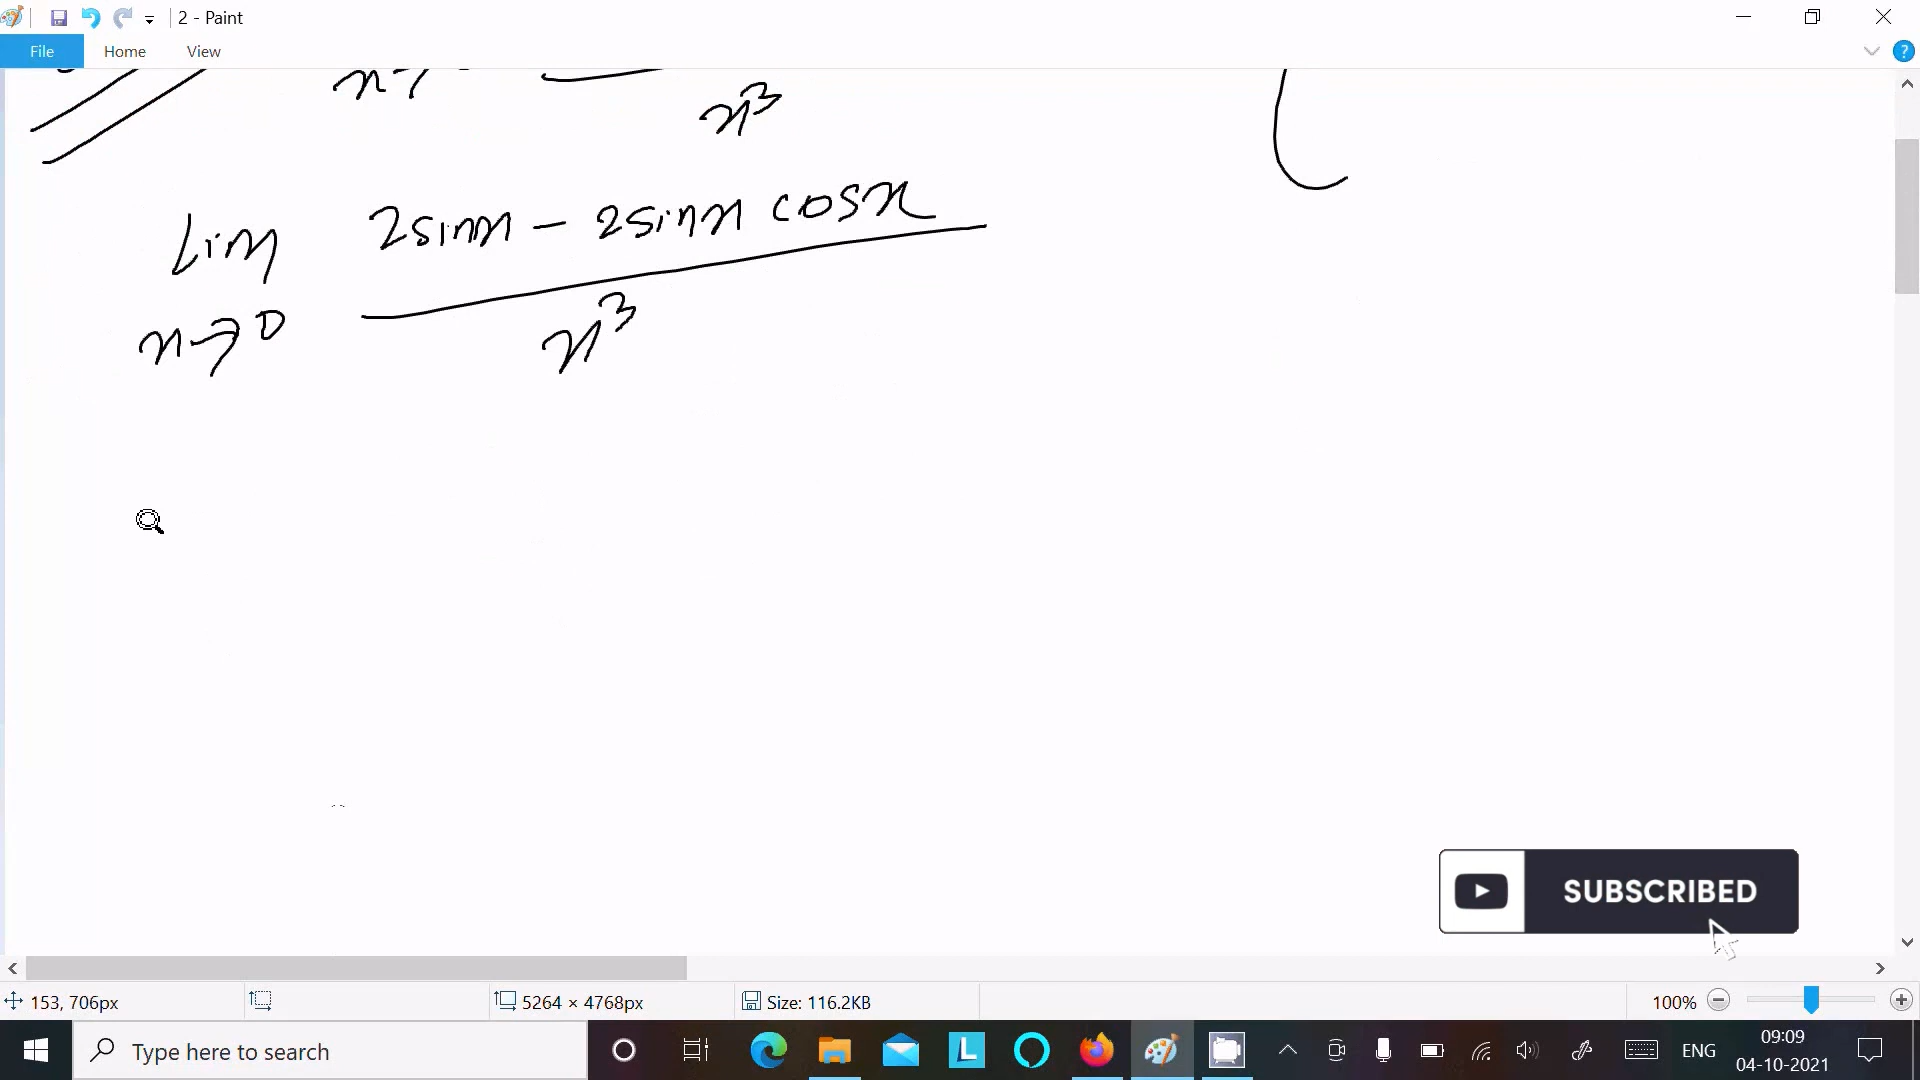 2 - Paint
File Home View
x→
x³
Lim 2sinx - 2sinx cosx
x→0 x³
SUBSCRIBED
153, 706px 5264 × 4768px Size: 116.2KB 100%
Type here to search L ENG 09:09
04-10-2021